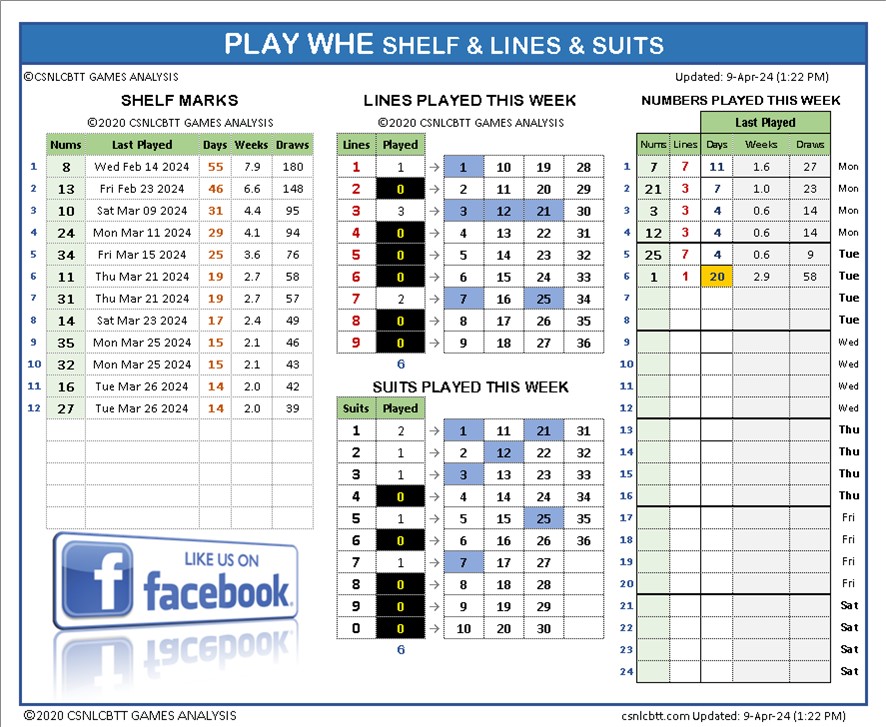 PLAY WHE SHELF & LINES & SUITS
©CSNLCBTT GAMES ANALYSIS
Updated: 9-Apr-24 (1:22 PM)
SHELF MARKS
©2020 CSNLCBTT GAMES ANALYSIS
Nums Last Played Days Weeks Draws
1 8 Wed Feb 14 2024 55 7.9 180
2 13 Fri Feb 23 2024 46 6.6 148
3 10 Sat Mar 09 2024 31 4.4 95
4 24 Mon Mar 11 2024 29 4.1 94
5 34 Fri Mar 15 2024 25 3.6 76
6 11 Thu Mar 21 2024 19 2.7 58
7 31 Thu Mar 21 2024 19 2.7 57
8 14 Sat Mar 23 2024 17 2.4 49
9 35 Mon Mar 25 2024 15 2.1 46
10 32 Mon Mar 25 2024 15 2.1 43
11 16 Tue Mar 26 2024 14 2.0 42
12 27 Tue Mar 26 2024 14 2.0 39
LIKE US ON
f facebook®
LINES PLAYED THIS WEEK
©2020 CSNLCBTT GAMES ANALYSIS
Lines Played
1 1 → 1 10 19 28
2 0 → 2 11 20 29
3 3 → 3 12 21 30
4 0 → 4 13 22 31
5 0 → 5 14 23 32
6 0 → 6 15 24 33
7 2 → 7 16 25 34
8 0 → 8 17 26 35
9 0 → 9 18 27 36
6
SUITS PLAYED THIS WEEK
Suits Played
1 2 → 1 11 21 31
2 1 → 2 12 22 32
3 1 → 3 13 23 33
4 0 → 4 14 24 34
5 1 → 5 15 25 35
6 0 → 6 16 26 36
7 1 → 7 17 27
8 0 → 8 18 28
9 0 → 9 19 29
0 0 → 10 20 30
6
NUMBERS PLAYED THIS WEEK
Last Played
Nums Lines Days Weeks Draws
1 7 7 11 1.6 27 Mon
2 21 3 7 1.0 23 Mon
3 3 3 4 0.6 14 Mon
4 12 3 4 0.6 14 Mon
5 25 7 4 0.6 9 Tue
6 1 1 20 2.9 58 Tue
7 Tue
8 Tue
9 Wed
10 Wed
11 Wed
12 Wed
13 Thu
14 Thu
15 Thu
16 Thu
17 Fri
18 Fri
19 Fri
20 Fri
21 Sat
22 Sat
23 Sat
24 Sat
©2020 CSNLCBTT GAMES ANALYSIS
csnlcbtt.com Updated: 9-Apr-24 (1:22 PM)